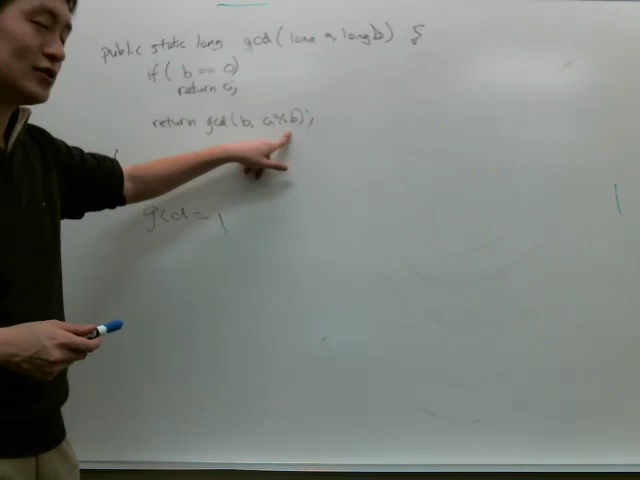 public static long gcd(long a long b) {
if( b == 0)
return a;
return gcd(b, a%b);
gcd = 1